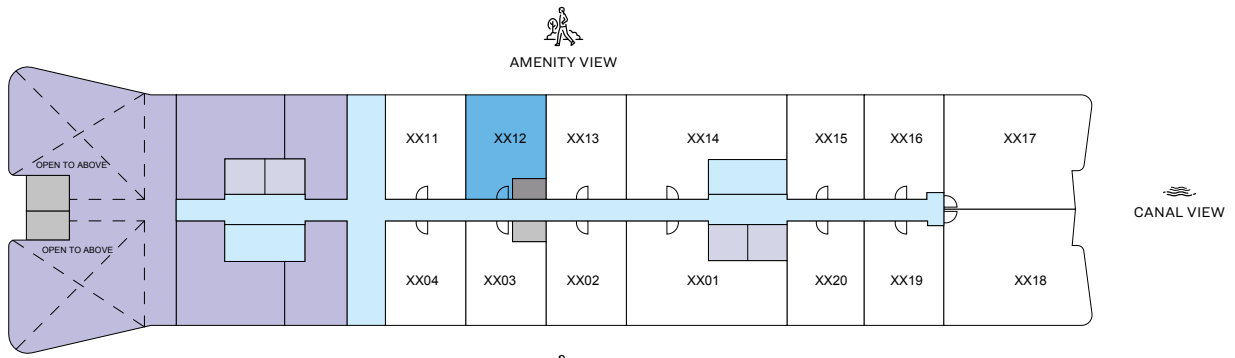 AMENITY VIEW
XX11
XX12
XX13
XX14
XX15
XX16
XX17
OPEN TO ABOVE
CANAL VIEW
OPEN TO ABOVE
XX04
XX03
XX02
XX01
XX20
XX19
XX18